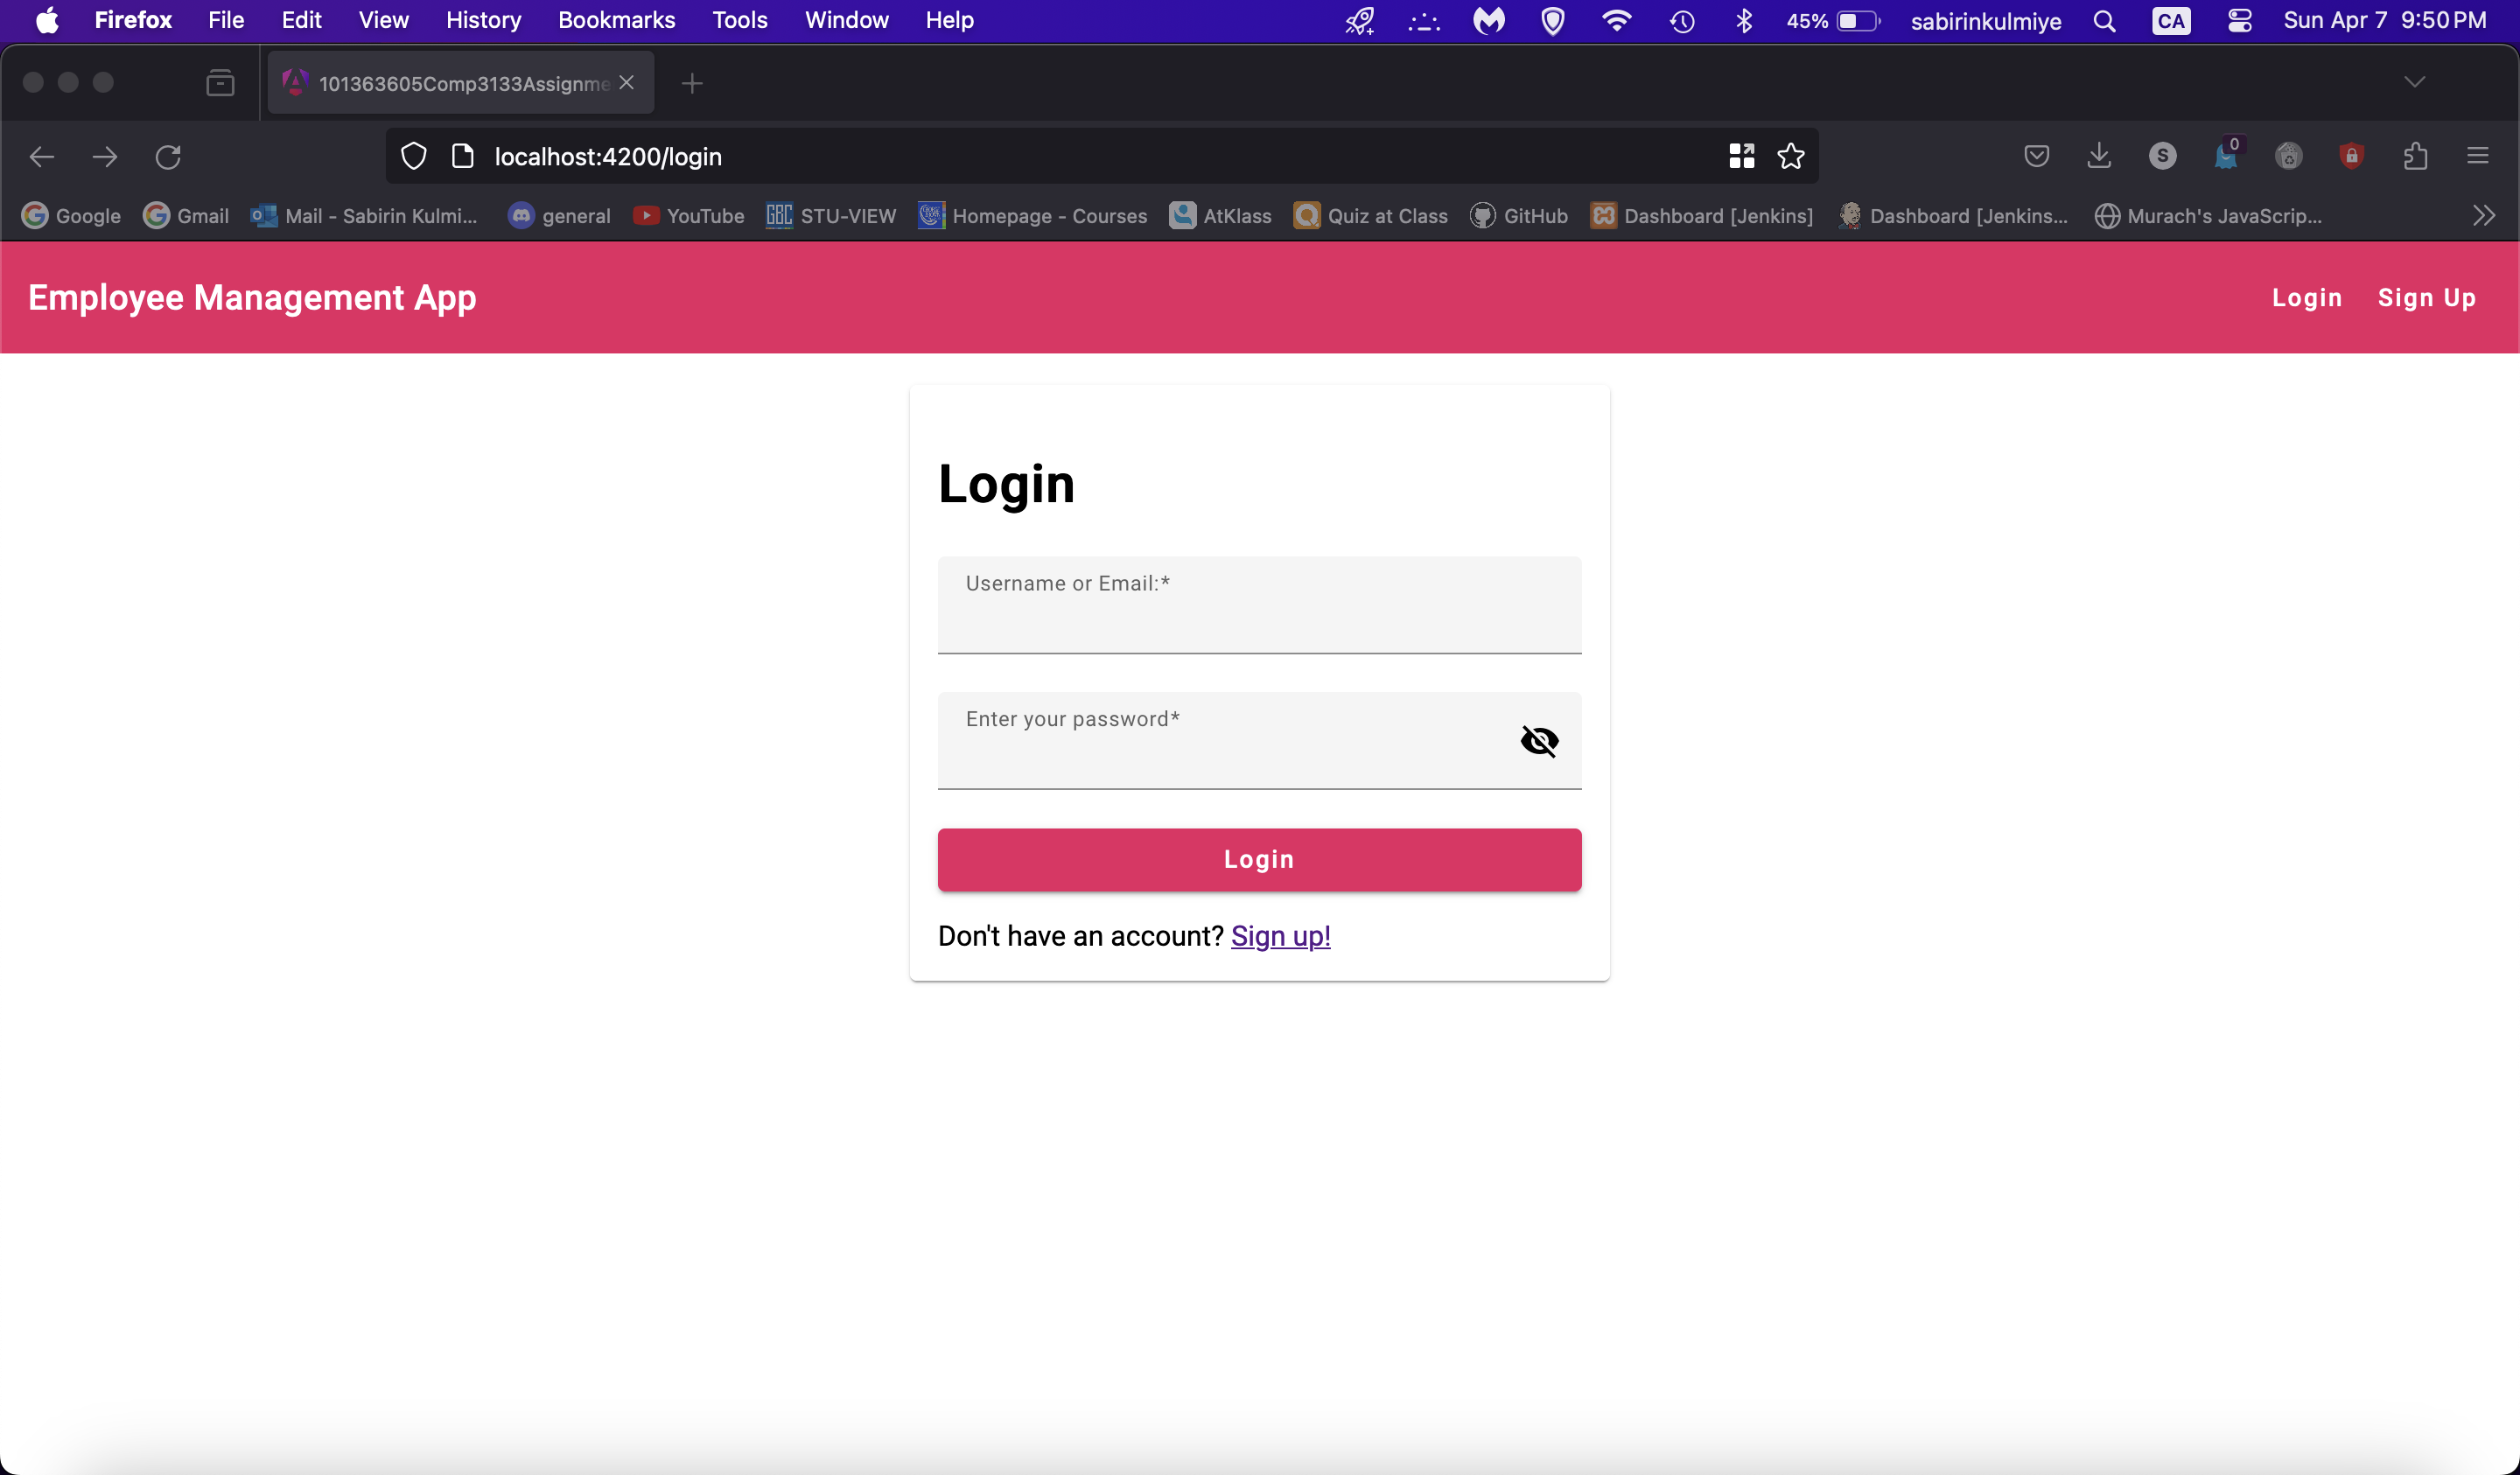 Firefox File Edit View History Bookmarks Tools Window Help 45% sabirinkulmiye CA Sun Apr 7 9:50 PM
101363605Comp3133Assignme
localhost:4200/login S 0
Google Gmail Mail - Sabirin Kulmi... general YouTube GBC STU-VIEW Homepage - Courses AtKlass Quiz at Class GitHub Dashboard [Jenkins] Dashboard [Jenkins... Murach's JavaScrip...
Employee Management App Login Sign Up
Login
Username or Email:*
Enter your password*
Login
Don't have an account? Sign up!